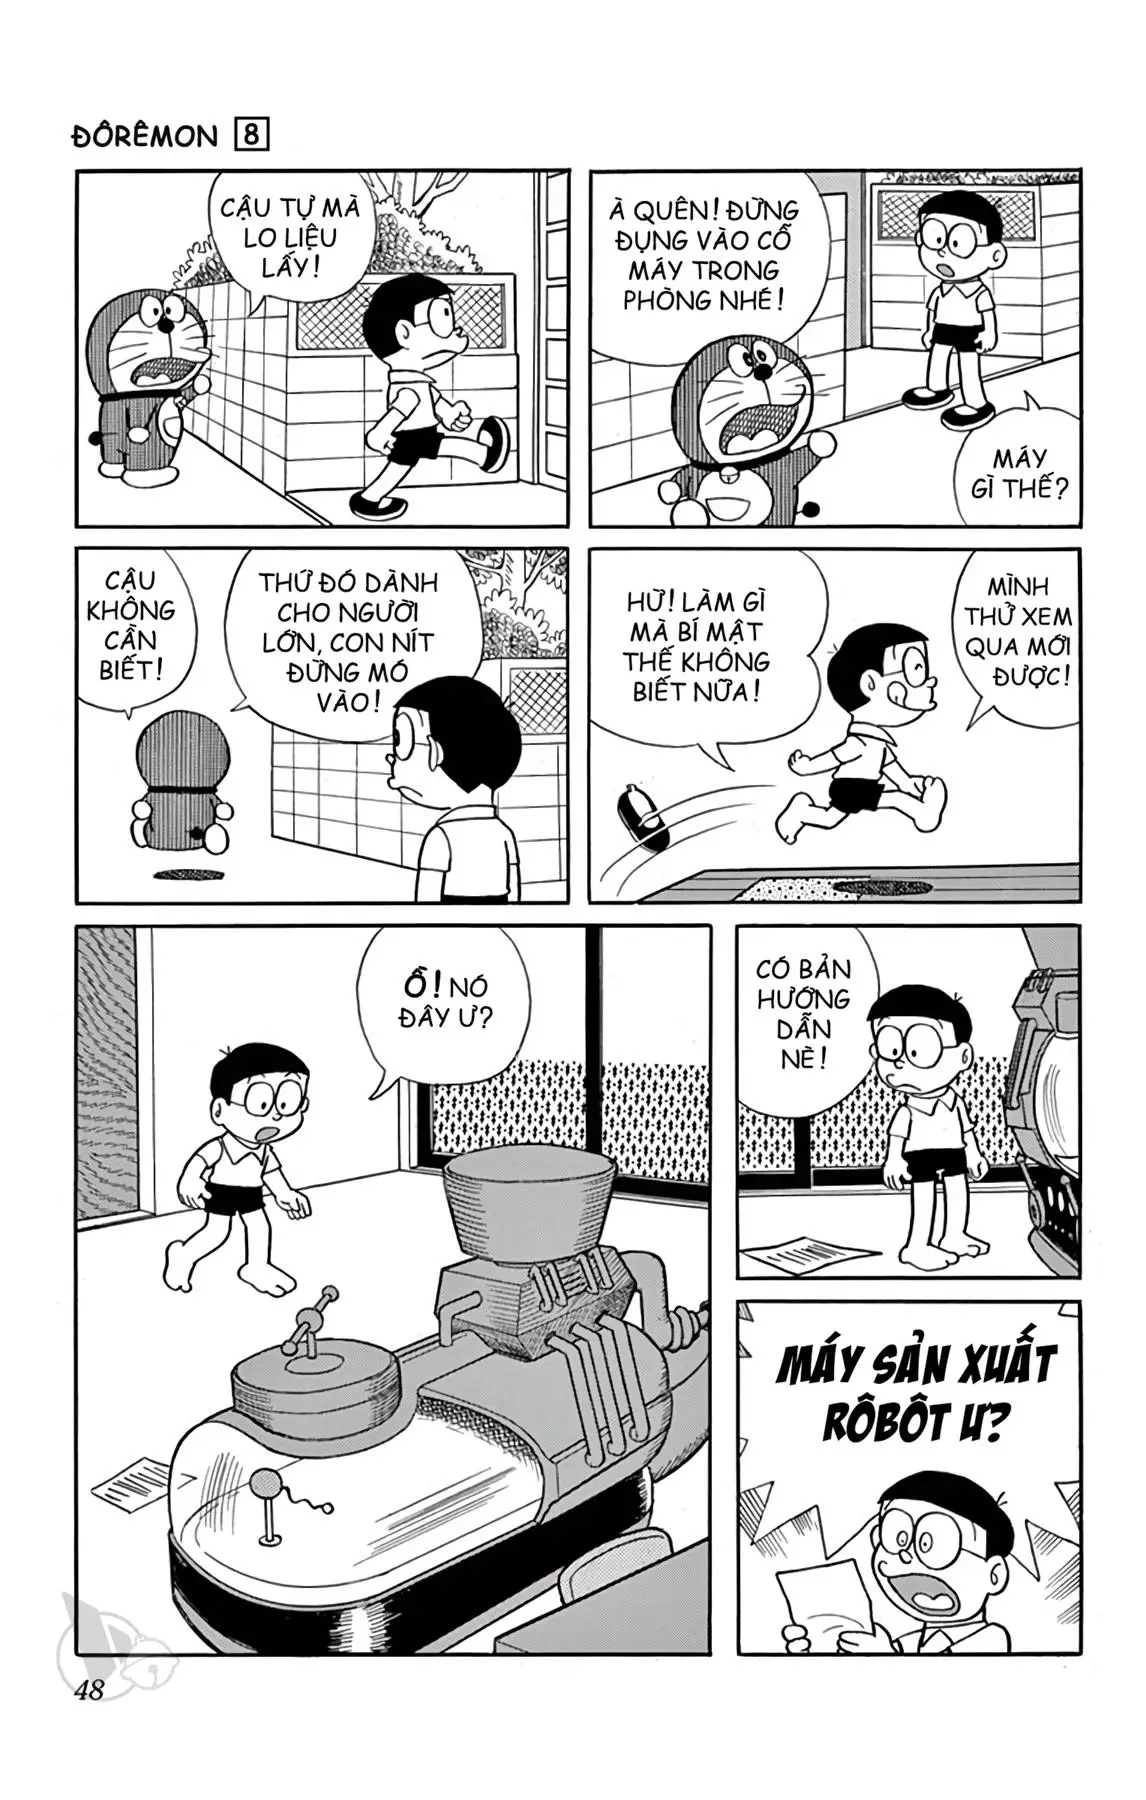 ĐÔRÊMON 8
CẬU TỰ MÀ
LO LIỆU
LẤY!
À QUÊN! ĐỪNG
ĐỤNG VÀO CỖ
MÁY TRONG
PHÒNG NHÉ!
MÁY
GÌ THẾ?
CẬU
KHÔNG
CẦN
BIẾT!
THỨ ĐÓ DÀNH
CHO NGƯỜI
LỚN, CON NÍT
ĐỪNG MÓ
VÀO!
HỪ! LÀM GÌ
MÀ BÍ MẬT
THẾ KHÔNG
BIẾT NỮA!
MÌNH
THỬ XEM
QUA MỚI
ĐƯỢC!
Ồ! NÓ
ĐÂY Ư?
CÓ BẢN
HƯỚNG
DẪN
NÈ!
MÁY SẢN XUẤT
RÔBÔT Ư?
48